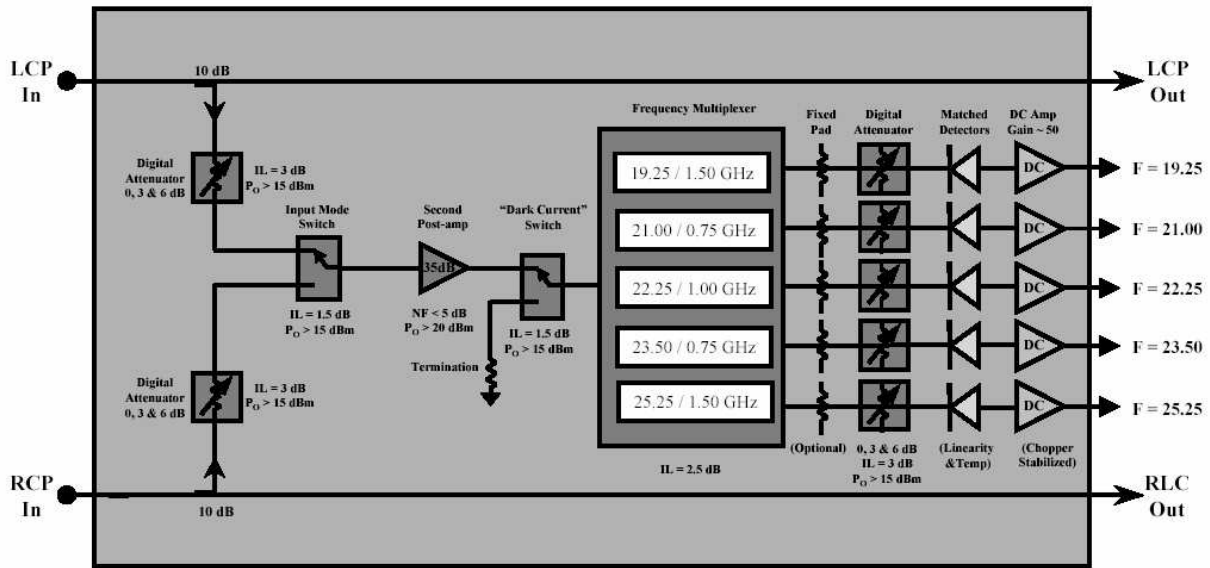 LCP
In
10 dB
LCP
Out
Digital
Attenuator
0, 3 & 6 dB
IL = 3 dB
PO > 15 dBm
Input Mode
Switch
IL = 1.5 dB
PO > 15 dBm
Second
Post-amp
35dB
NF < 5 dB
PO > 20 dBm
“Dark Current”
Switch
IL = 1.5 dB
PO > 15 dBm
Termination
Frequency Multiplexer
19.25 / 1.50 GHz
21.00 / 0.75 GHz
22.25 / 1.00 GHz
23.50 / 0.75 GHz
25.25 / 1.50 GHz
IL = 2.5 dB
Fixed
Pad
(Optional)
Digital
Attenuator
0, 3 & 6 dB
IL = 3 dB
PO > 15 dBm
Matched
Detectors
(Linearity
&Temp)
DC Amp
Gain ~ 50
DC
DC
DC
DC
DC
(Chopper
Stabilized)
F = 19.25
F = 21.00
F = 22.25
F = 23.50
F = 25.25
Digital
Attenuator
0, 3 & 6 dB
IL = 3 dB
PO > 15 dBm
RCP
In
10 dB
RLC
Out